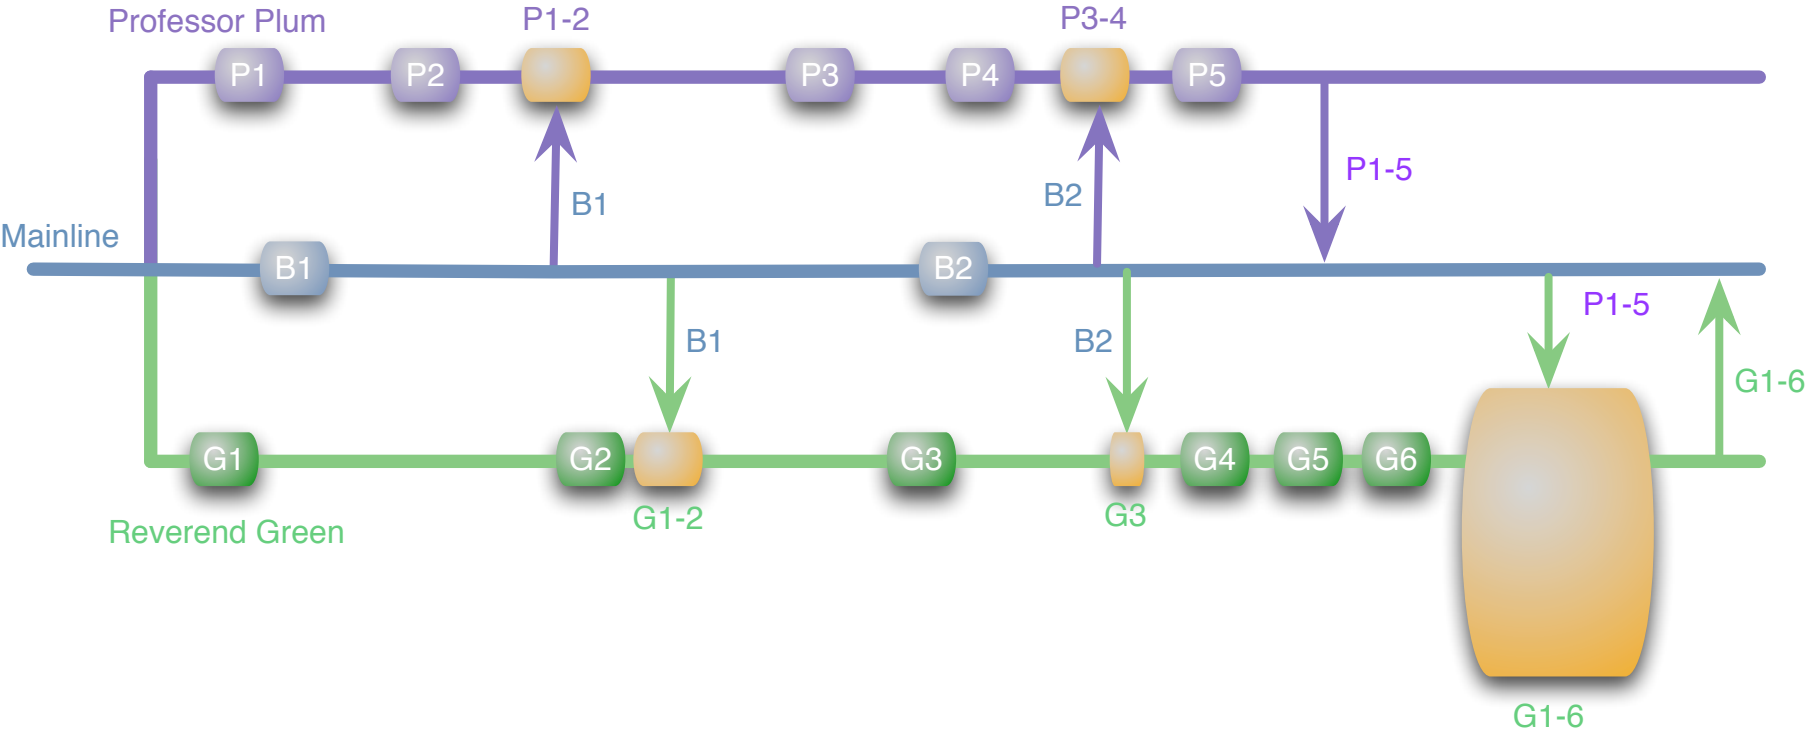 Professor Plum
P1-2
P3-4
P1
P2
P3
P4
P5
P1-5
B1
B2
Mainline
B1
B2
P1-5
B1
B2
G1-6
G1
G2
G3
G4
G5
G6
G1-2
G3
Reverend Green
G1-6